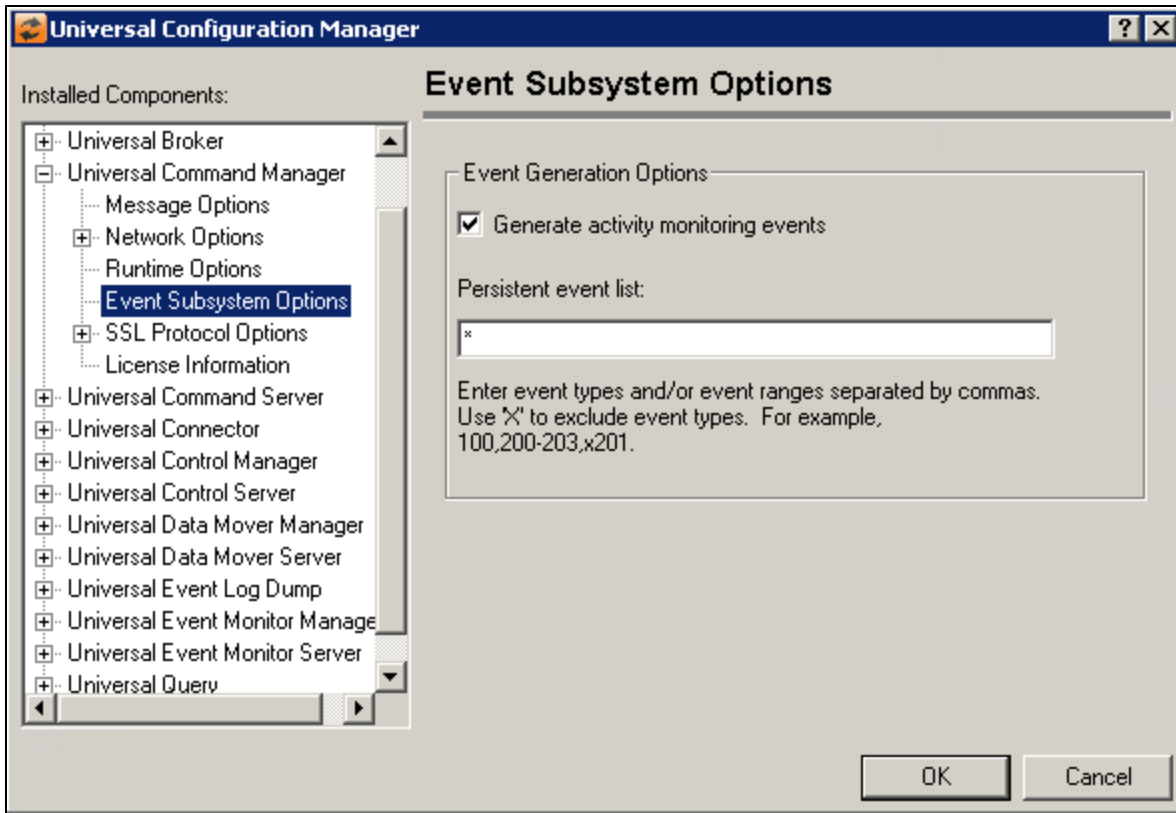 Universal Configuration Manager
Installed Components:
Universal Broker
Universal Command Manager
Message Options
Network Options
Runtime Options
Event Subsystem Options
SSL Protocol Options
License Information
Universal Command Server
Universal Connector
Universal Control Manager
Universal Control Server
Universal Data Mover Manager
Universal Data Mover Server
Universal Event Log Dump
Universal Event Monitor Manage
Universal Event Monitor Server
Universal Query
Event Subsystem Options
Event Generation Options
Generate activity monitoring events
Persistent event list:
*
Enter event types and/or event ranges separated by commas.
Use 'X' to exclude event types. For example,
100,200-203,x201.
OK
Cancel